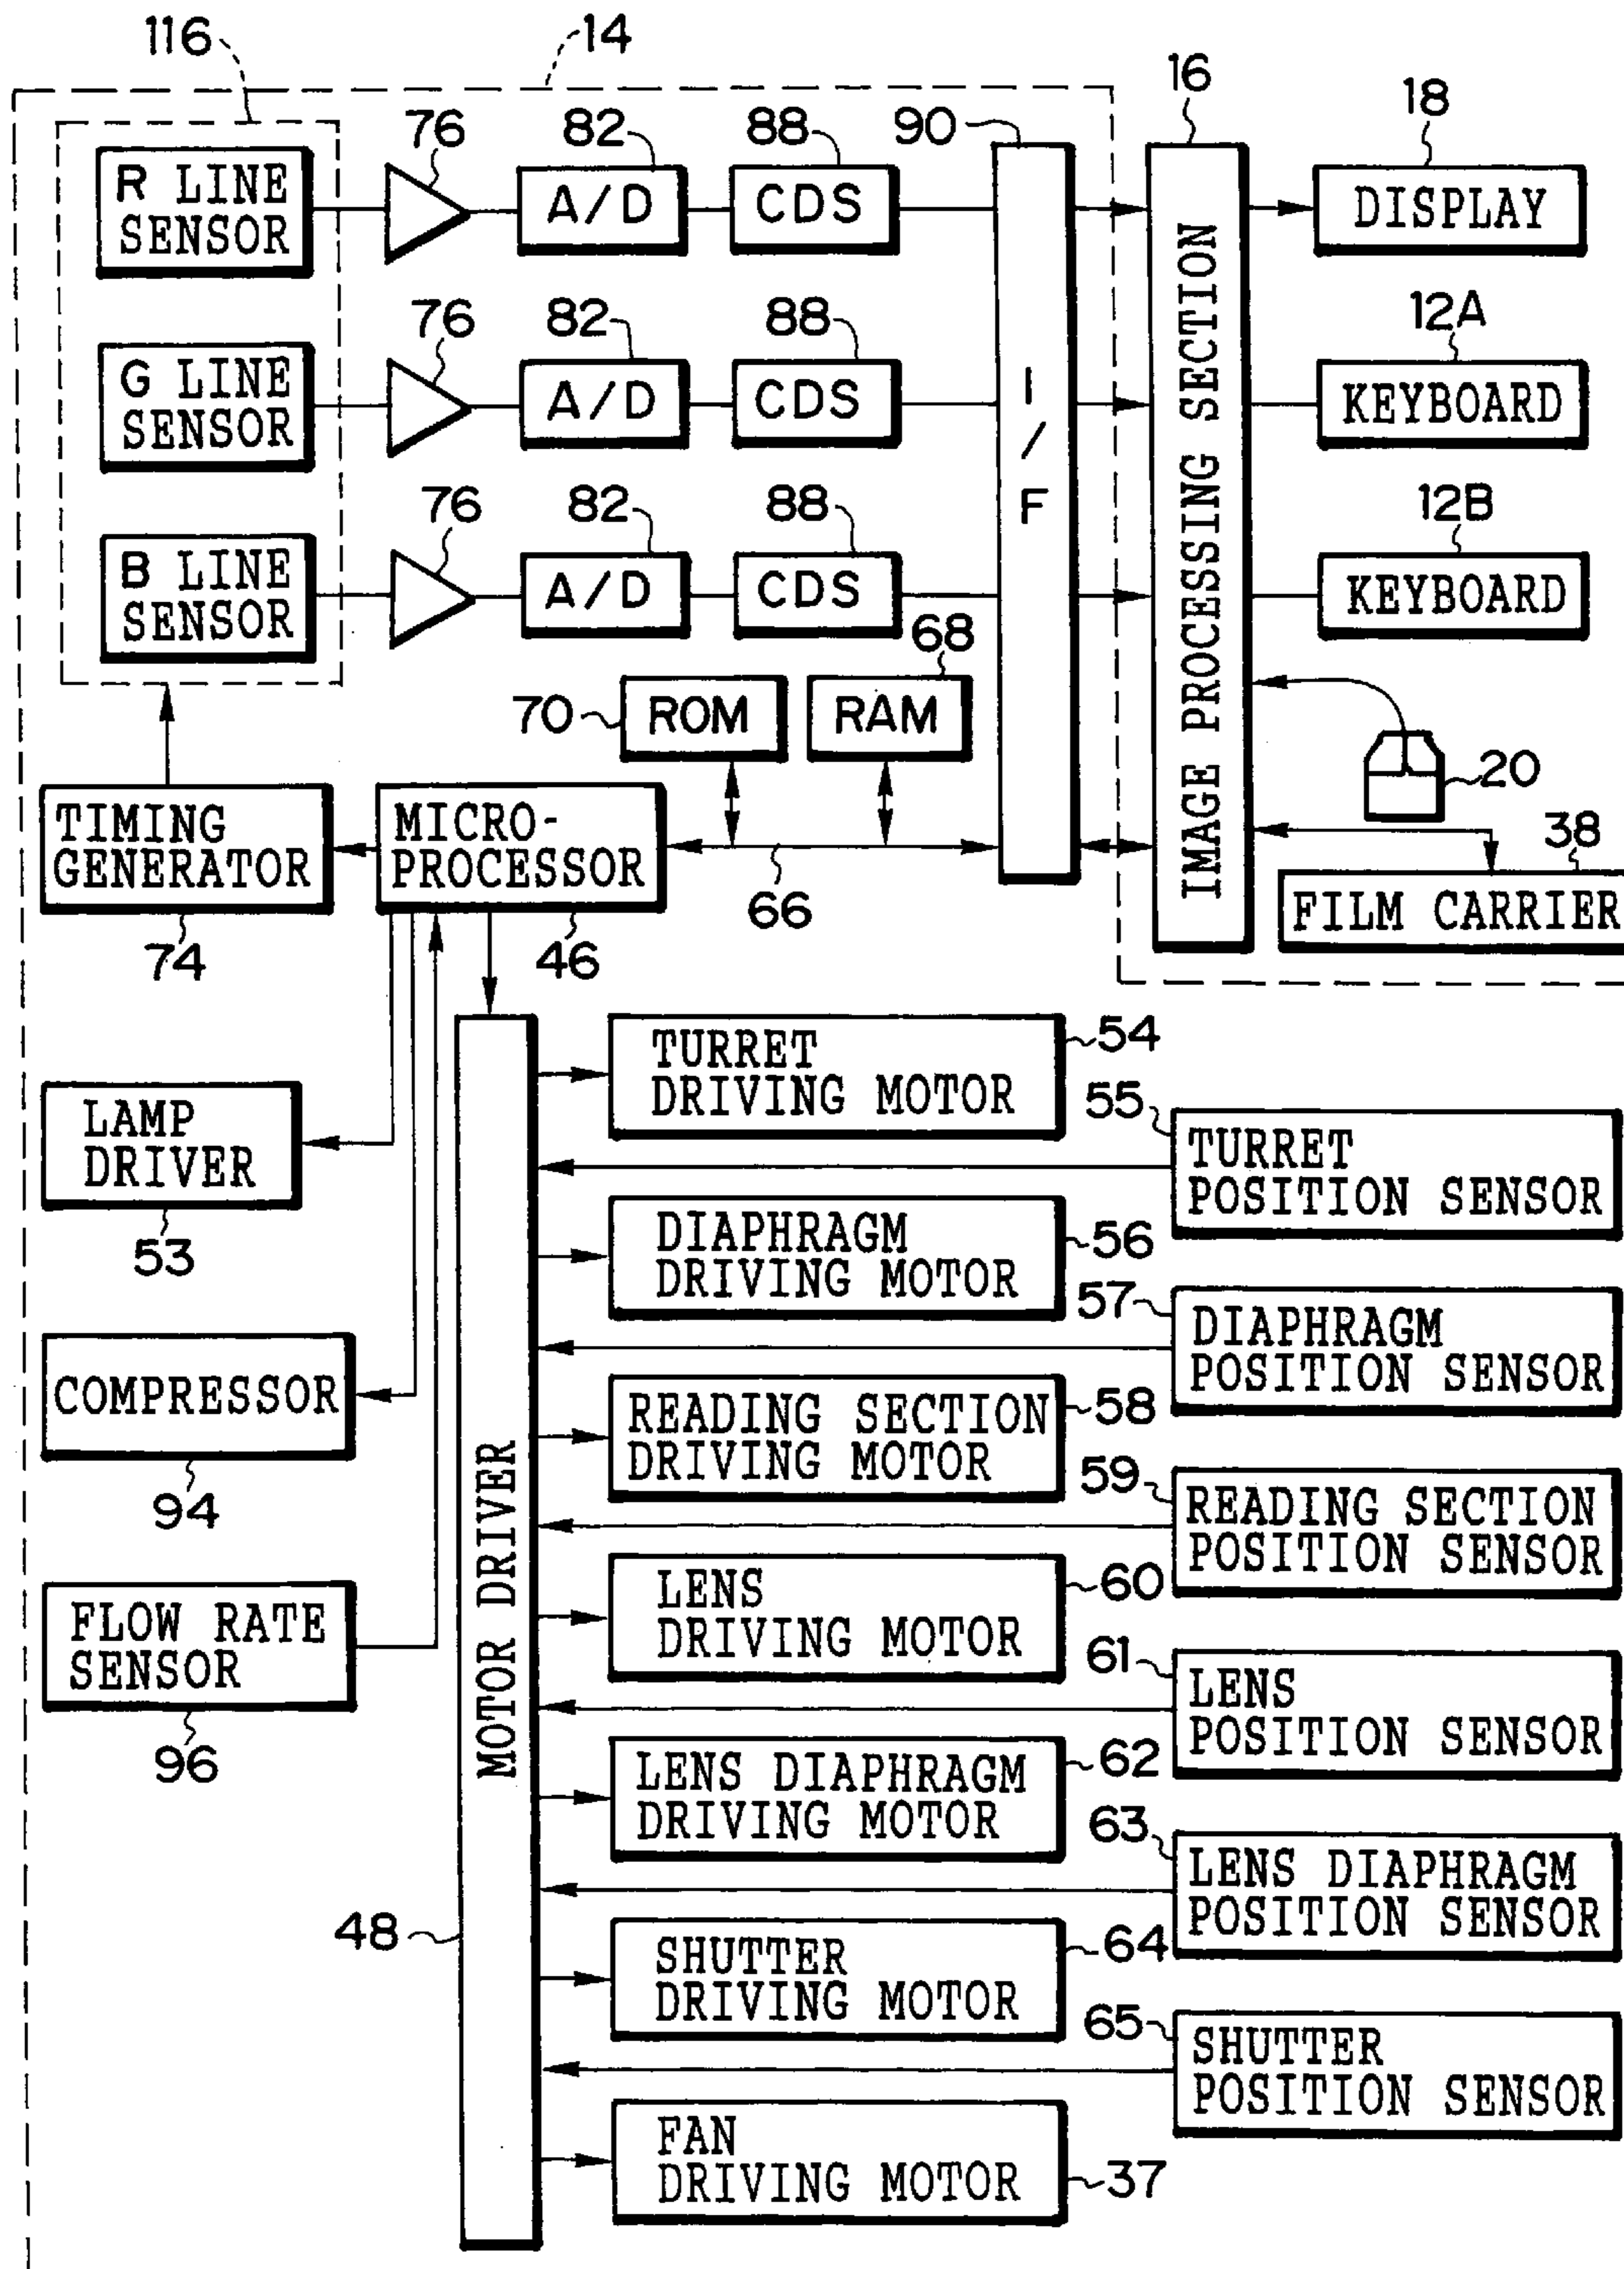 116
14
16
18
76
82
88
90
R LINE
SENSOR
A/D
CDS
DISPLAY
76
82
88
12A
G LINE
SENSOR
A/D
CDS
I/F
IMAGE PROCESSING SECTION
KEYBOARD
76
82
88
12B
B LINE
SENSOR
A/D
CDS
KEYBOARD
68
70
ROM
RAM
20
TIMING
GENERATOR
MICRO-
PROCESSOR
66
38
FILM CARRIER
74
46
54
TURRET
DRIVING MOTOR
55
LAMP
DRIVER
TURRET
POSITION SENSOR
53
56
DIAPHRAGM
DRIVING MOTOR
57
DIAPHRAGM
POSITION SENSOR
COMPRESSOR
58
READING SECTION
DRIVING MOTOR
94
59
READING SECTION
POSITION SENSOR
MOTOR DRIVER
60
LENS
DRIVING MOTOR
FLOW RATE
SENSOR
61
LENS
POSITION SENSOR
96
62
LENS DIAPHRAGM
DRIVING MOTOR
63
LENS DIAPHRAGM
POSITION SENSOR
48
64
SHUTTER
DRIVING MOTOR
65
SHUTTER
POSITION SENSOR
FAN
DRIVING MOTOR
37